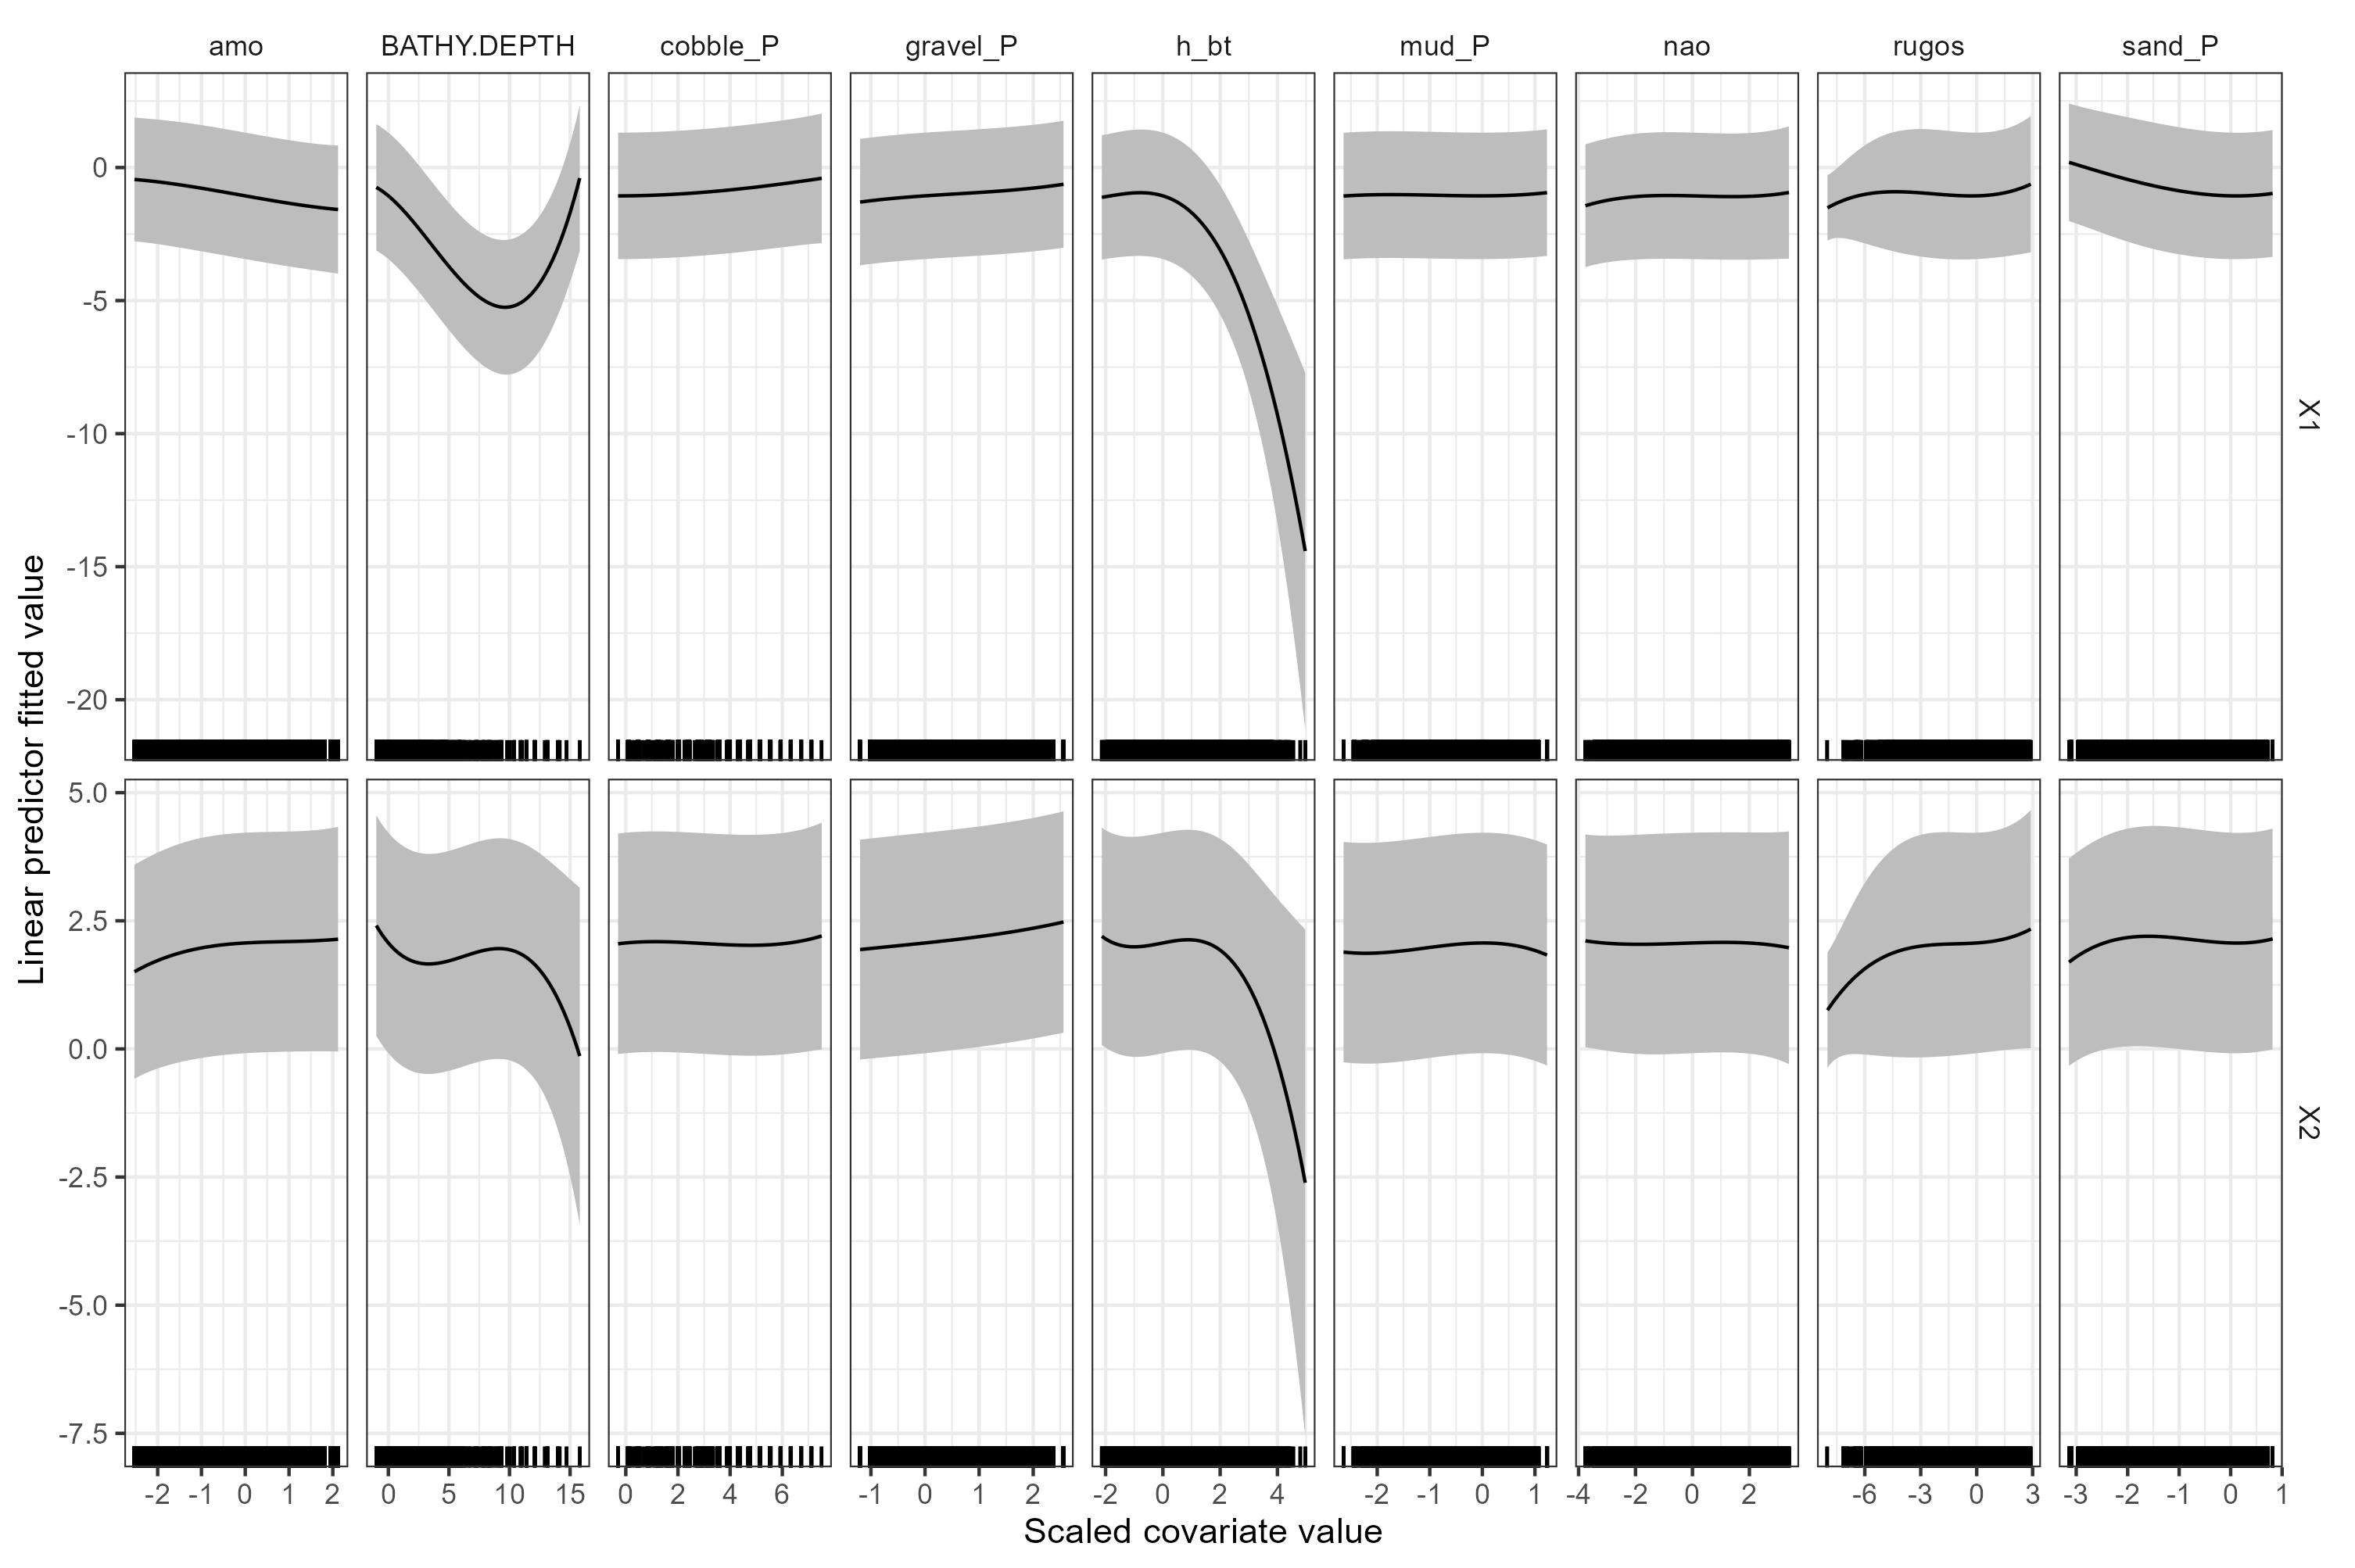 amo BATHY.DEPTH cobble_P gravel_P h_bt mud_P nao rugos sand_P
0
-5
-10
-15
-20
X1
Linear predictor fitted value
5.0
2.5
0.0
-2.5
-5.0
-7.5
X2
-2 -1 0 1 2 0 5 10 15 0 2 4 6 -1 0 1 2 -2 0 2 4 -2 -1 0 1 -4 -2 0 2 -6 -3 0 3 -3 -2 -1 0 1
Scaled covariate value